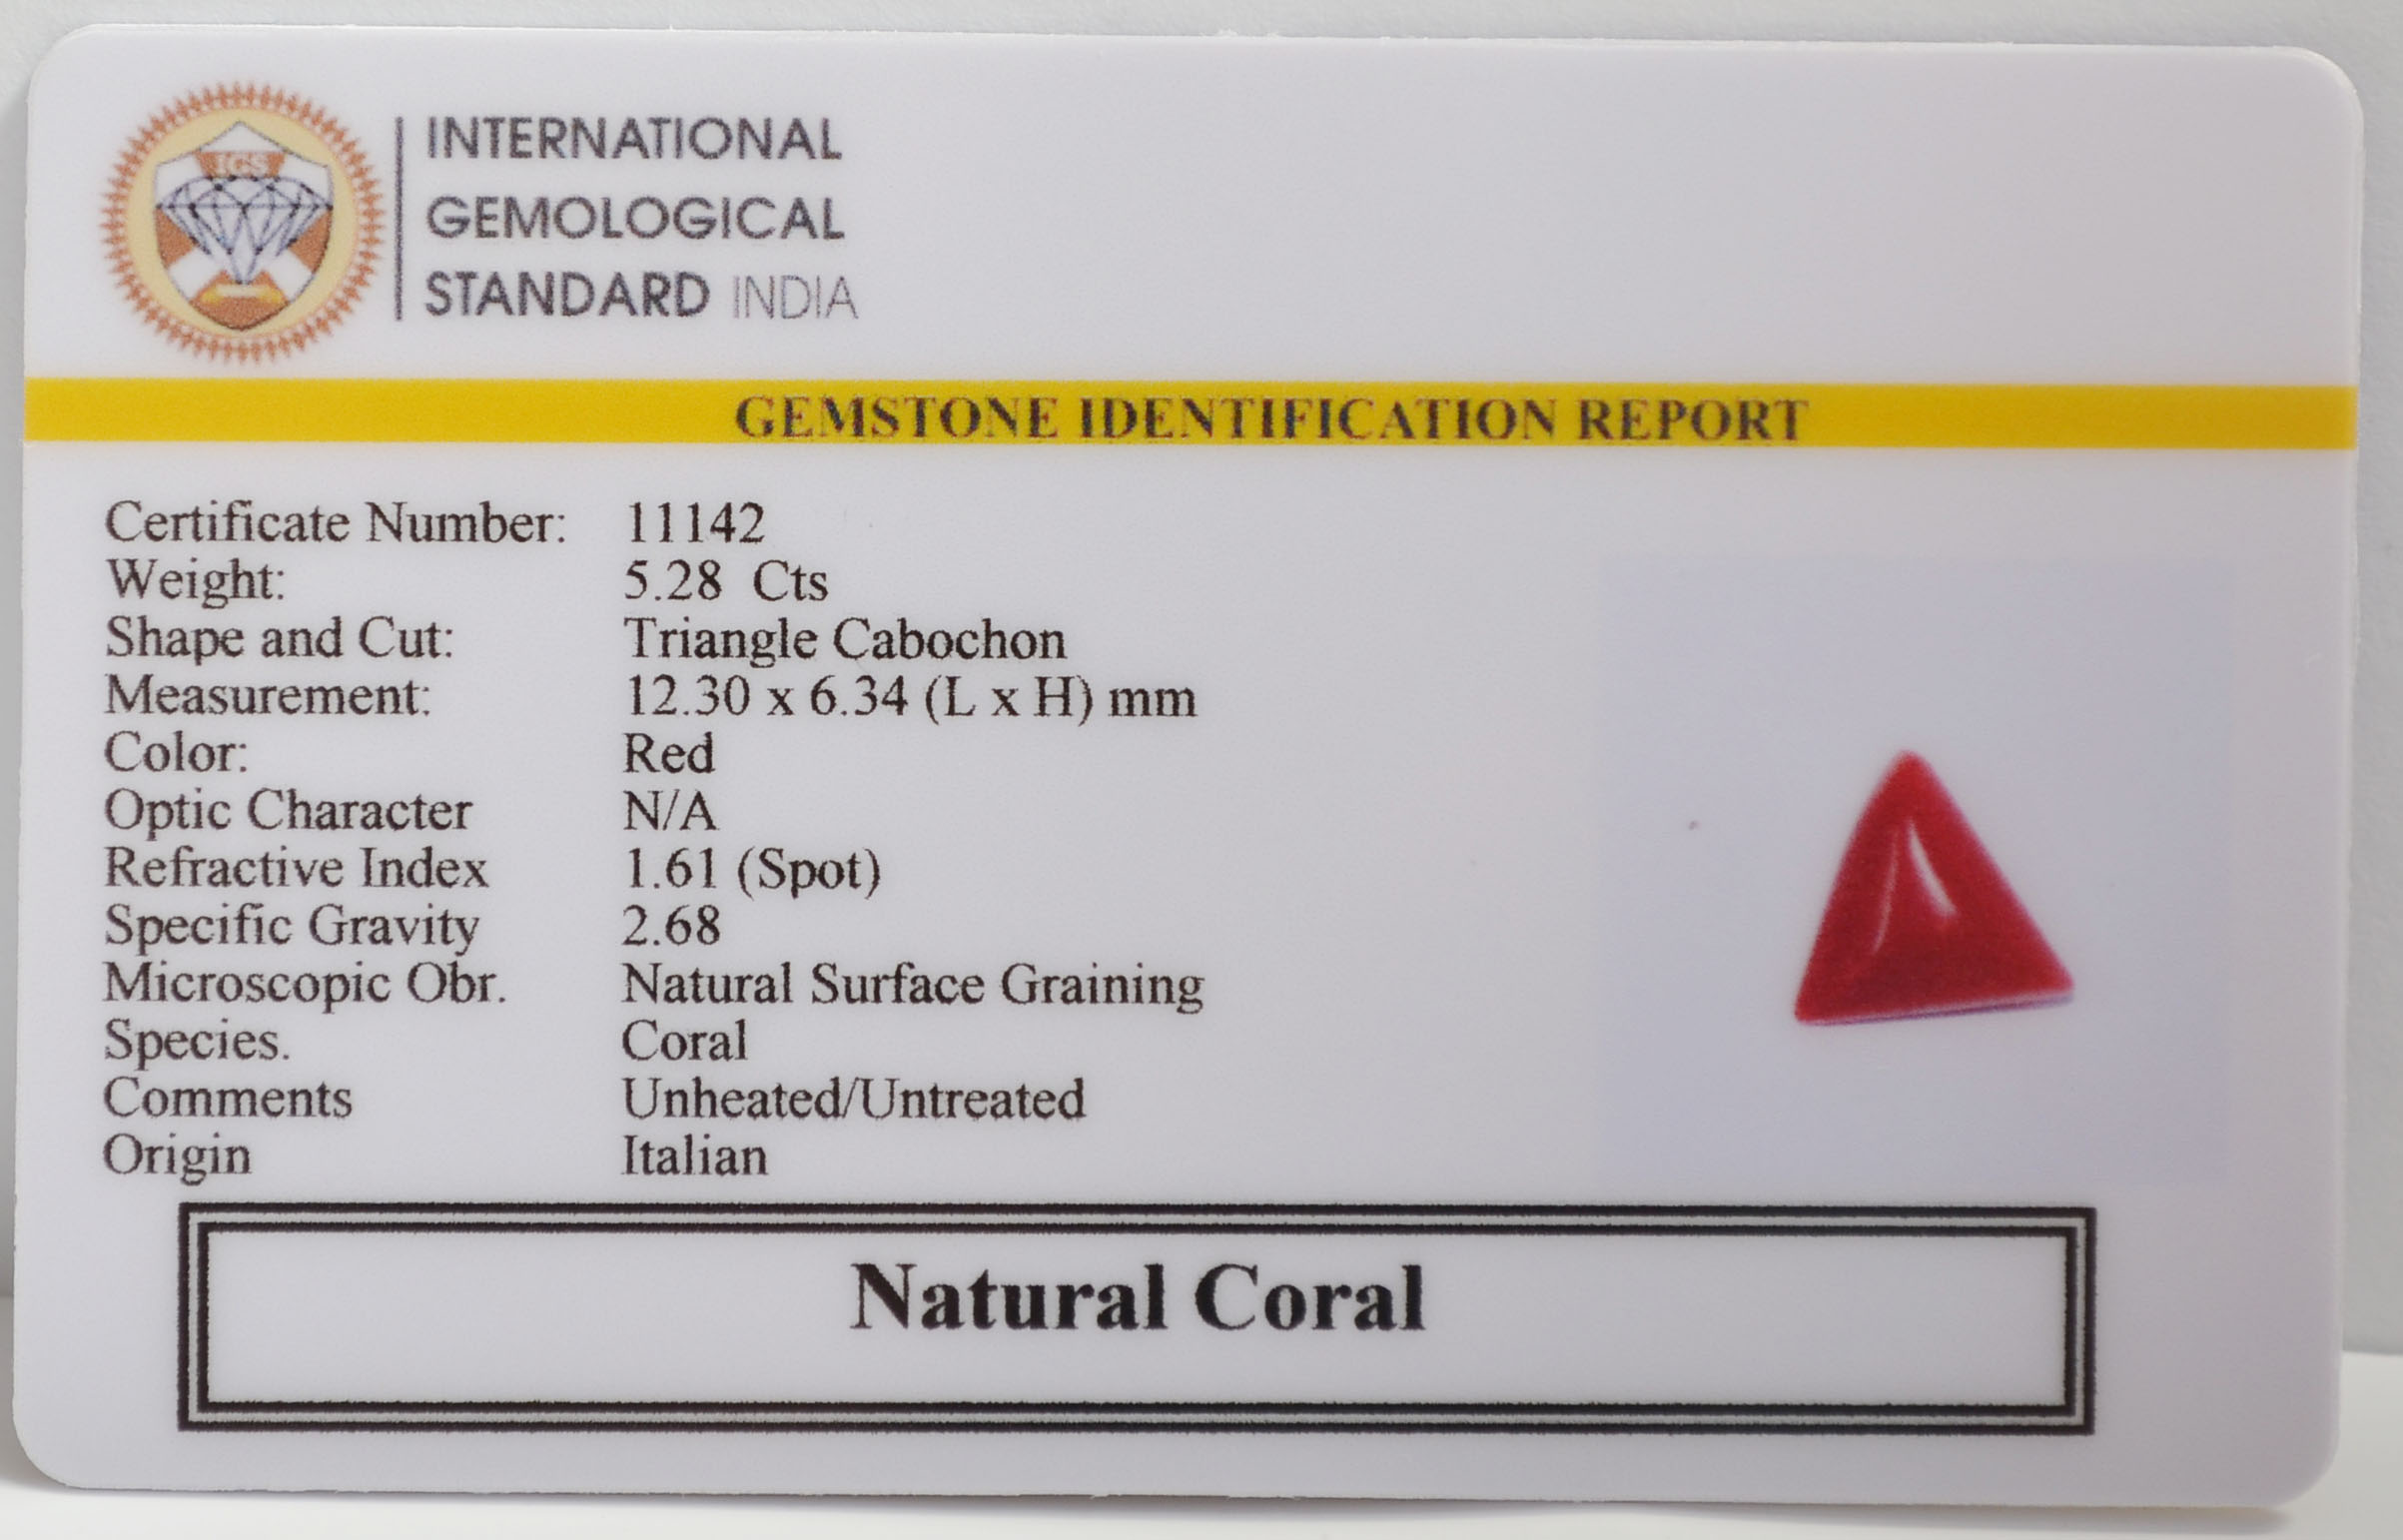 IGS
INTERNATIONAL
GEMOLOGICAL
STANDARD INDIA
GEMSTONE IDENTIFICATION REPORT
Certificate Number: 11142
Weight: 5.28 Cts
Shape and Cut: Triangle Cabochon
Measurement: 12.30 x 6.34 (L x H) mm
Color: Red
Optic Character N/A
Refractive Index 1.61 (Spot)
Specific Gravity 2.68
Microscopic Obr. Natural Surface Graining
Species. Coral
Comments Unheated/Untreated
Origin Italian
Natural Coral